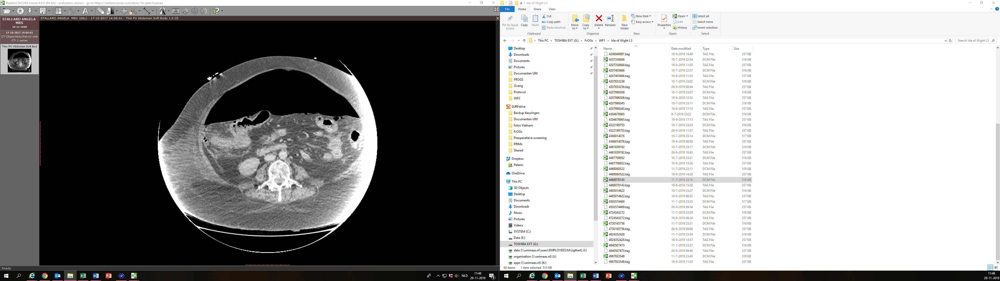 RadiAnt DICOM Viewer 4.6.9 (64-bit) - evaluation version - go to https://radiantviewer.com/store/ for paid licenses
STALLARD ANGELA
MRS
24-11-1948
17-10-2017 14:04:42
CT Chest/Abdo/Pelvis/ with
CT: 1 series
Thin PV Abdomen Soft Bod
1
STALLARD ANGELA MRS (68y) - 17-10-2017 14:09:41 - Thin PV Abdomen Soft Body 1.0 CE
Ready
Isle of Wight L3
File Home Share View
Pin to Quick access
Copy
Paste
Cut
Copy path
Paste shortcut
Clipboard
Move to
Copy to
Delete
Rename
Organize
New folder
New item
Easy access
New
Properties
Open
Edit
History
Open
Select all
Select none
Invert selection
Select
This PC > TOSHIBA EXT (G:) > FrOGs > WP1 > Isle of Wight L3
Search Isle of Wight L3
Desktop
Downloads
Documents
Pictures
Documenten UM
FROGS
Overig
Protocol
WP2
SURFdrive
Backup kleuringen
Documenten UM
fotos Vietnam
FrOGs
Preoperatieve screening
PRIMs
Shared
Dropbox
Pelerin
OneDrive
This PC
3D Objects
Desktop
Documents
Downloads
Music
Pictures
Videos
SYSTEM (C:)
Data (E:)
TOSHIBA EXT (G:)
data (\\unimaas.nl\users\EMPLOYEES\M.Ligthart) (I:)
organisation (\\unimaas.nl) (J:)
apps (\\unimaas.nl) (K:)
Name Date modified Type Size
4206946981.tag 19-9-2019 14:48 TAG File 257 KB
4207358668 10-7-2019 22:54 DCM File 516 KB
4207358668.tag 19-9-2019 11:03 TAG File 257 KB
4207405666 10-7-2019 22:57 DCM File 516 KB
4207405666.tag 19-9-2019 11:53 TAG File 257 KB
4207653236 10-7-2019 23:02 DCM File 518 KB
4207653236.tag 26-9-2019 08:44 TAG File 257 KB
4207996508 10-7-2019 23:07 DCM File 516 KB
4207996508.tag 19-9-2019 12:53 TAG File 257 KB
4207999345 10-7-2019 23:11 DCM File 516 KB
4207999345.tag 19-9-2019 17:15 TAG File 257 KB
4304678965 9-7-2019 23:22 DCM File 516 KB
4304678965.tag 19-9-2019 17:13 TAG File 257 KB
4322199755 10-7-2019 23:24 DCM File 516 KB
4322199755.tag 26-9-2019 11:57 TAG File 257 KB
4366014076 10-7-2019 23:14 DCM File 517 KB
4366014076.tag 19-9-2019 08:50 TAG File 257 KB
4461839192 10-7-2019 23:17 DCM File 518 KB
4461839192.tag 26-9-2019 10:45 TAG File 257 KB
4467708952 10-7-2019 23:21 DCM File 518 KB
4467708952.tag 19-9-2019 13:26 TAG File 257 KB
4468060522 11-7-2019 23:11 DCM File 518 KB
4468060522.tag 19-9-2019 14:28 TAG File 257 KB
4468076143 11-7-2019 23:16 DCM File 516 KB
4468076143.tag 19-9-2019 15:28 TAG File 257 KB
4485014622 10-7-2019 23:27 DCM File 516 KB
4485014622.tag 19-9-2019 08:32 TAG File 257 KB
4503574469 11-7-2019 23:25 DCM File 517 KB
4503574469.tag 26-9-2019 09:34 TAG File 257 KB
4724543272 11-7-2019 23:29 DCM File 518 KB
4724543272.tag 19-9-2019 09:34 TAG File 257 KB
4730165756 11-7-2019 23:31 DCM File 516 KB
4730165756.tag 26-9-2019 09:04 TAG File 257 KB
4824352428 11-7-2019 23:34 DCM File 516 KB
4824352428.tag 19-9-2019 14:37 TAG File 257 KB
4840507473 11-7-2019 23:37 DCM File 516 KB
4840507473.tag 26-9-2019 09:46 TAG File 257 KB
4967933548 11-7-2019 23:40 DCM File 518 KB
4967933548.tag 19-9-2019 11:23 TAG File 257 KB
60 items 1 item selected 515 KB
NLD
11:48
29-11-2019
3
11:48
29-11-2019